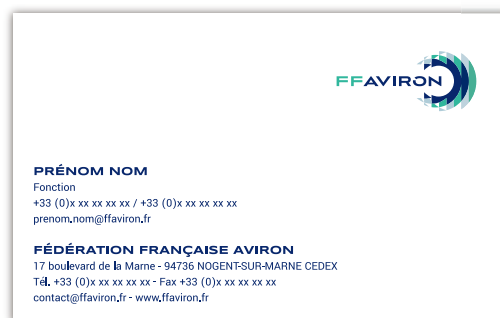 FFAVIRON
PRÉNOM NOM
Fonction
+33 (0)x xx xx xx xx / +33 (0)x xx xx xx xx
prenom.nom@ffaviron.fr
FÉDÉRATION FRANÇAISE AVIRON
17 boulevard de la Marne - 94736 NOGENT-SUR-MARNE CEDEX
Tél. +33 (0)x xx xx xx xx - Fax +33 (0)x xx xx xx xx
contact@ffaviron.fr - www.ffaviron.fr